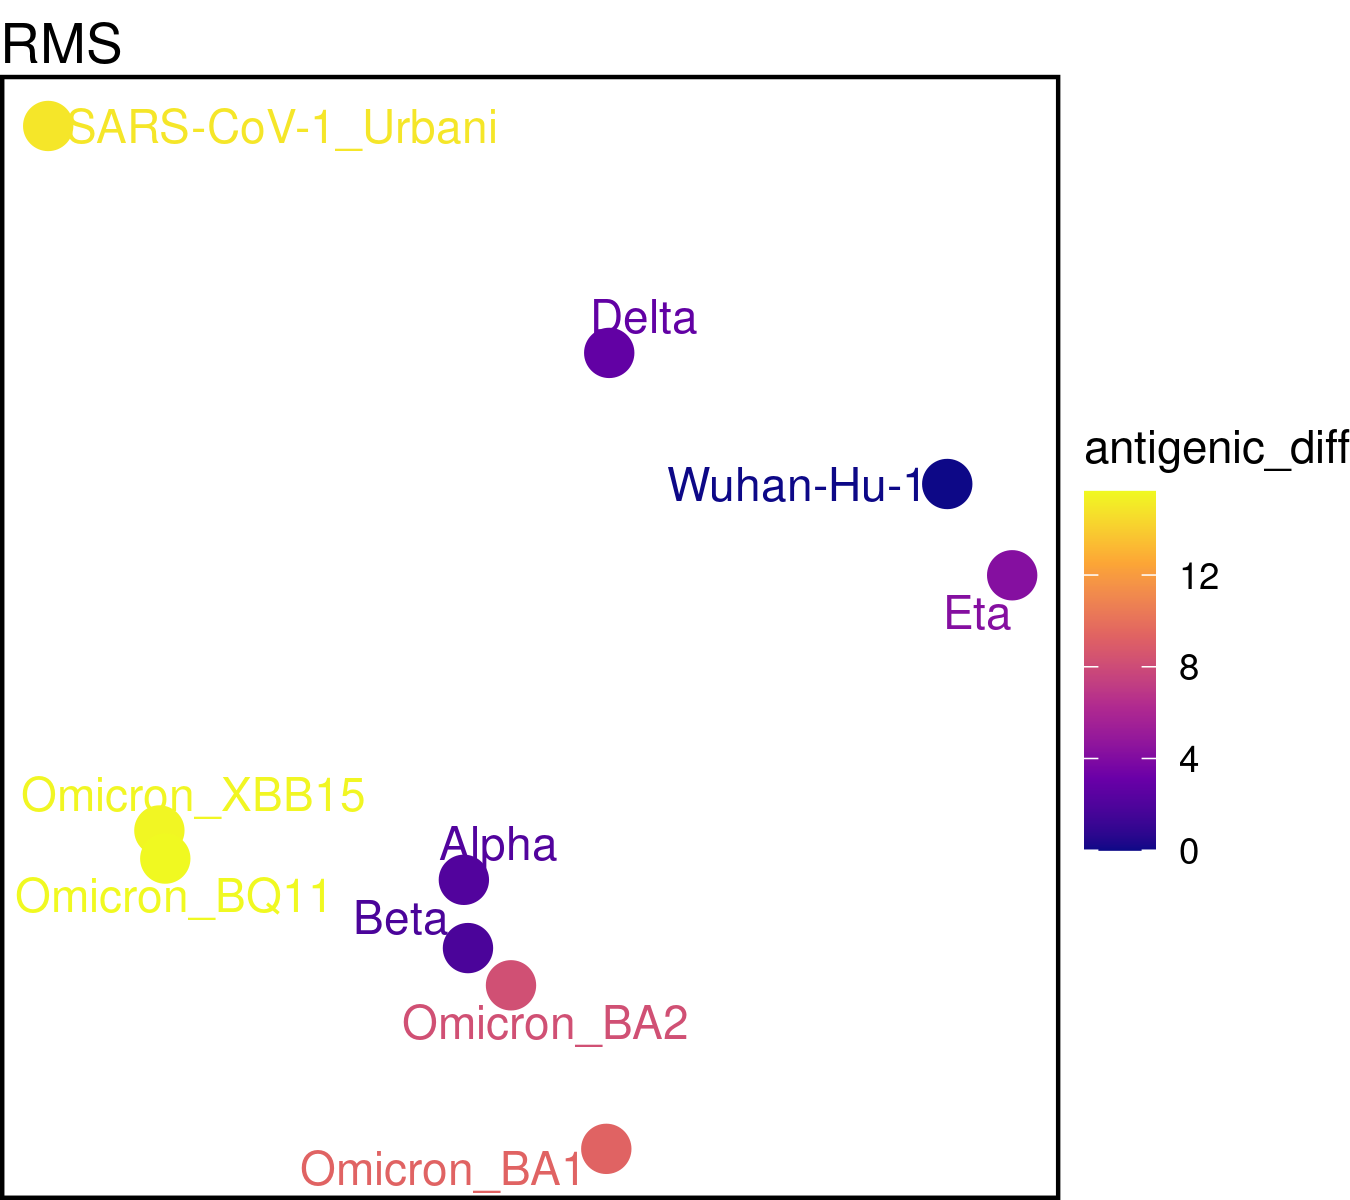 RMS
SARS-CoV-1_Urbani
Delta
Wuhan-Hu-1
Eta
Omicron_XBB15
Alpha
Omicron_BQ11
Beta
Omicron_BA2
Omicron_BA1
antigenic_diff
12
8
4
0